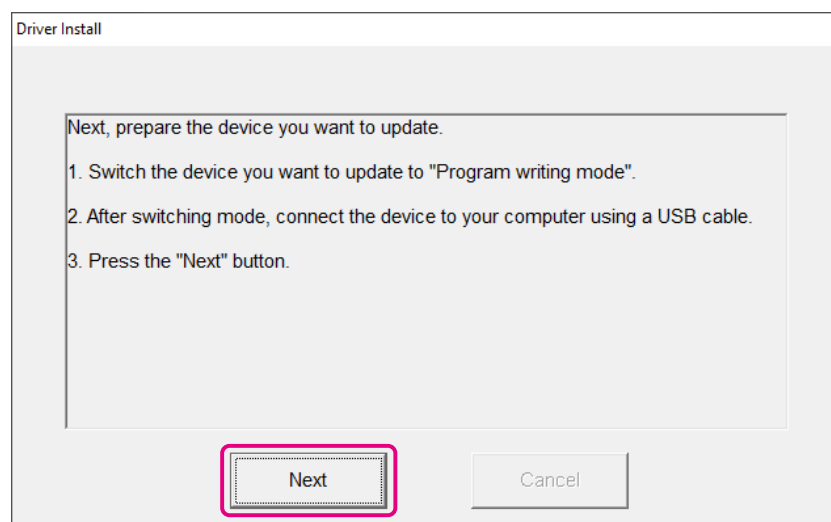 Driver Install
Next, prepare the device you want to update.
1. Switch the device you want to update to "Program writing mode".
2. After switching mode, connect the device to your computer using a USB cable.
3. Press the "Next" button.
Next
Cancel